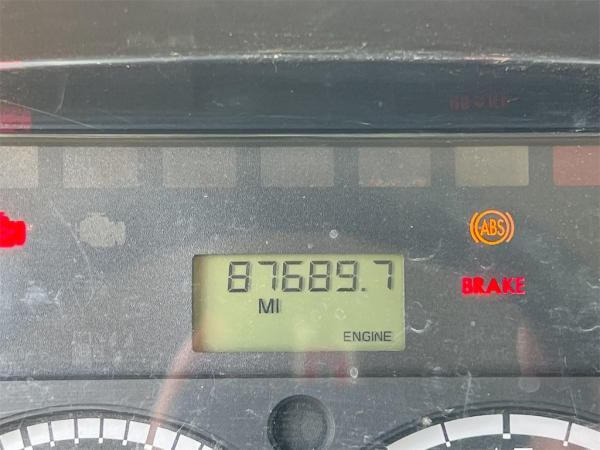 ABS
87689.7
BRAKE
MI
ENGINE